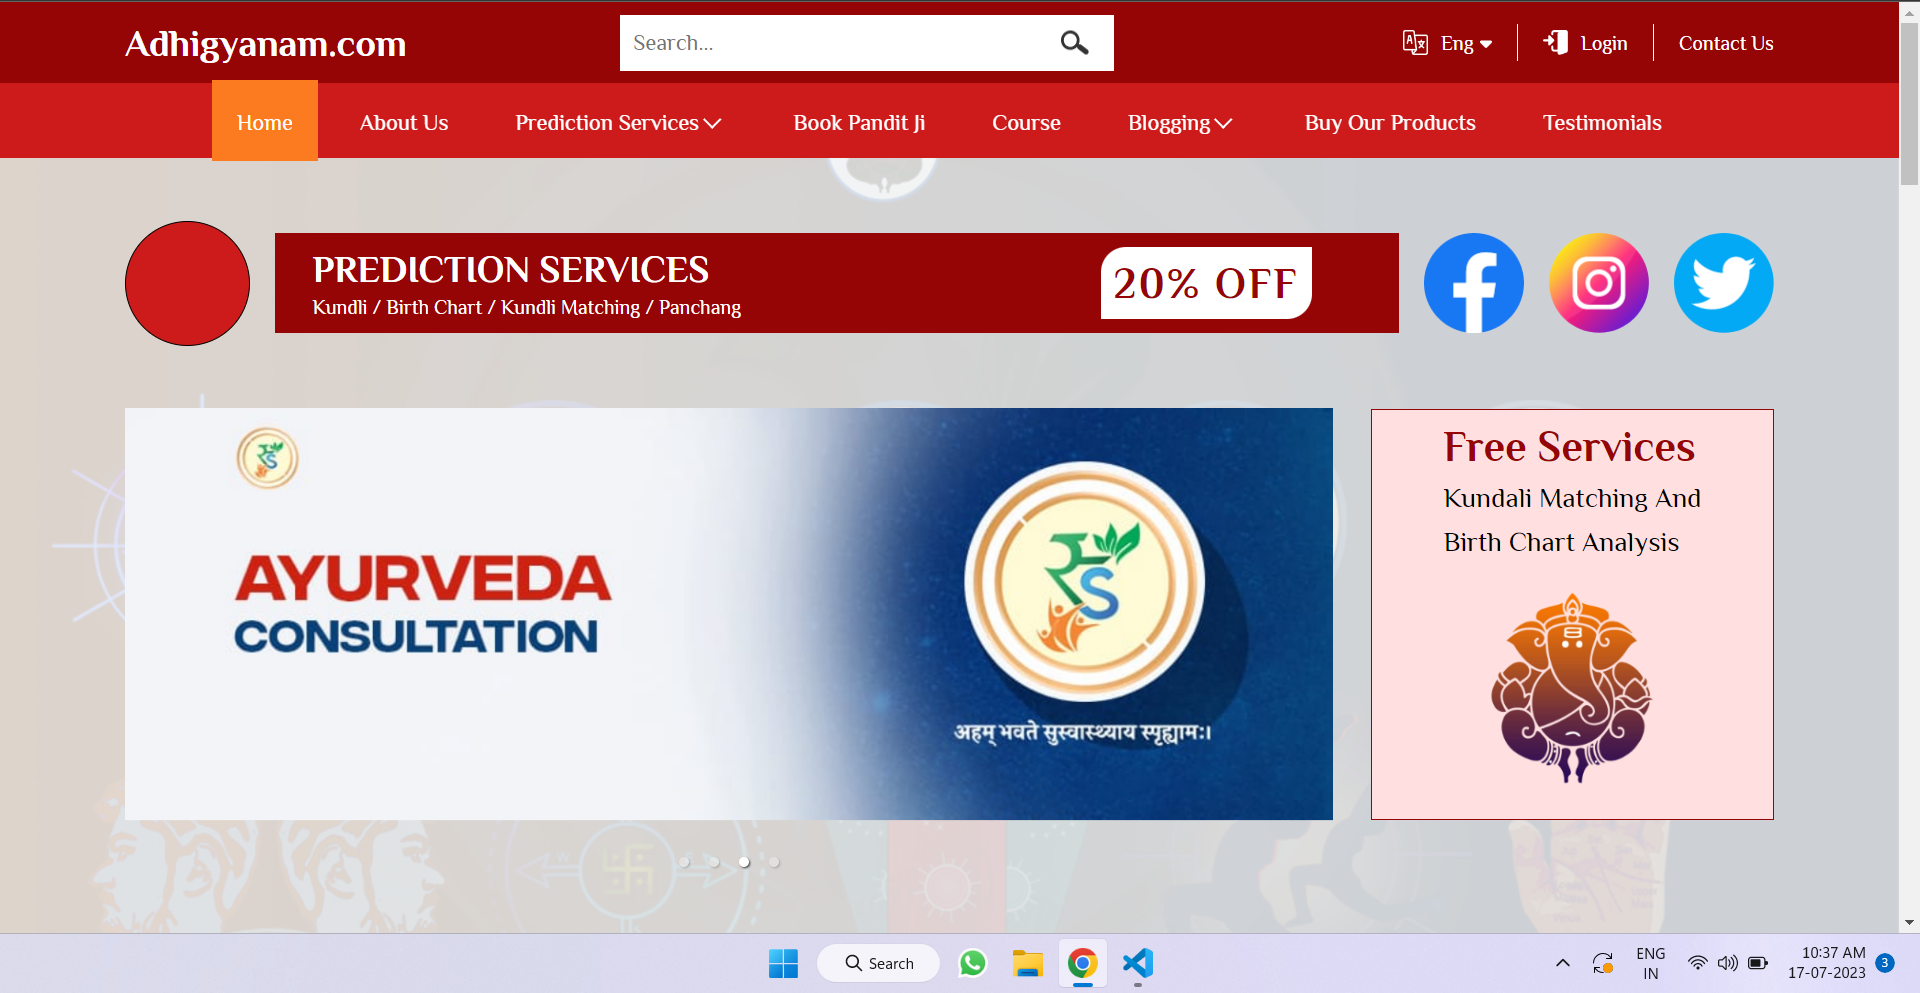 Adhigyanam.com
Search...
Eng
Login
Contact Us
Home
About Us
Prediction Services
Book Pandit Ji
Course
Blogging
Buy Our Products
Testimonials
PREDICTION SERVICES
Kundli / Birth Chart / Kundli Matching / Panchang
20% OFF
AYURVEDA
CONSULTATION
अहम् भवते सुस्वास्थ्याय स्पृह्यामः।
Free Services
Kundali Matching And
Birth Chart Analysis
Search
ENG
IN
10:37 AM
17-07-2023
3